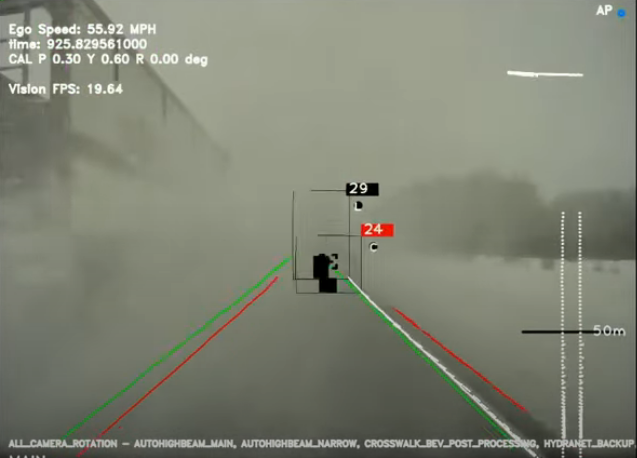 AP
Ego Speed: 55.92 MPH
time: 925.829561000
CAL P 0.30 Y 0.60 R 0.00 deg
Vision FPS: 19.64
29
24
50m
ALL_CAMERA_ROTATION - AUTOHIGHBEAM_MAIN, AUTOHIGHBEAM_NARROW, CROSSWALK_BEV_POST_PROCESSING, HYDRANET_BACKUP
MAIN